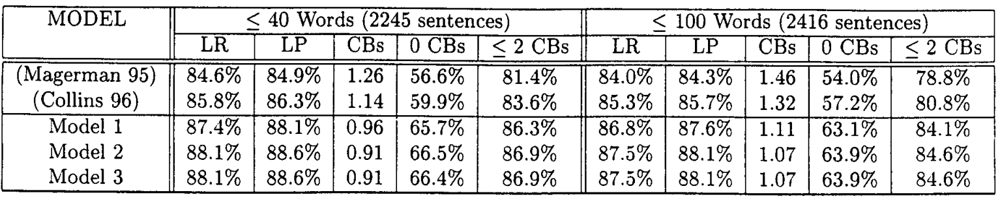 MODEL ≤ 40 Words (2245 sentences) ≤ 100 Words (2416 sentences)
LR LP CBs 0 CBs ≤ 2 CBs LR LP CBs 0 CBs ≤ 2 CBs
(Magerman 95) 84.6% 84.9% 1.26 56.6% 81.4% 84.0% 84.3% 1.46 54.0% 78.8%
(Collins 96) 85.8% 86.3% 1.14 59.9% 83.6% 85.3% 85.7% 1.32 57.2% 80.8%
Model 1 87.4% 88.1% 0.96 65.7% 86.3% 86.8% 87.6% 1.11 63.1% 84.1%
Model 2 88.1% 88.6% 0.91 66.5% 86.9% 87.5% 88.1% 1.07 63.9% 84.6%
Model 3 88.1% 88.6% 0.91 66.4% 86.9% 87.5% 88.1% 1.07 63.9% 84.6%